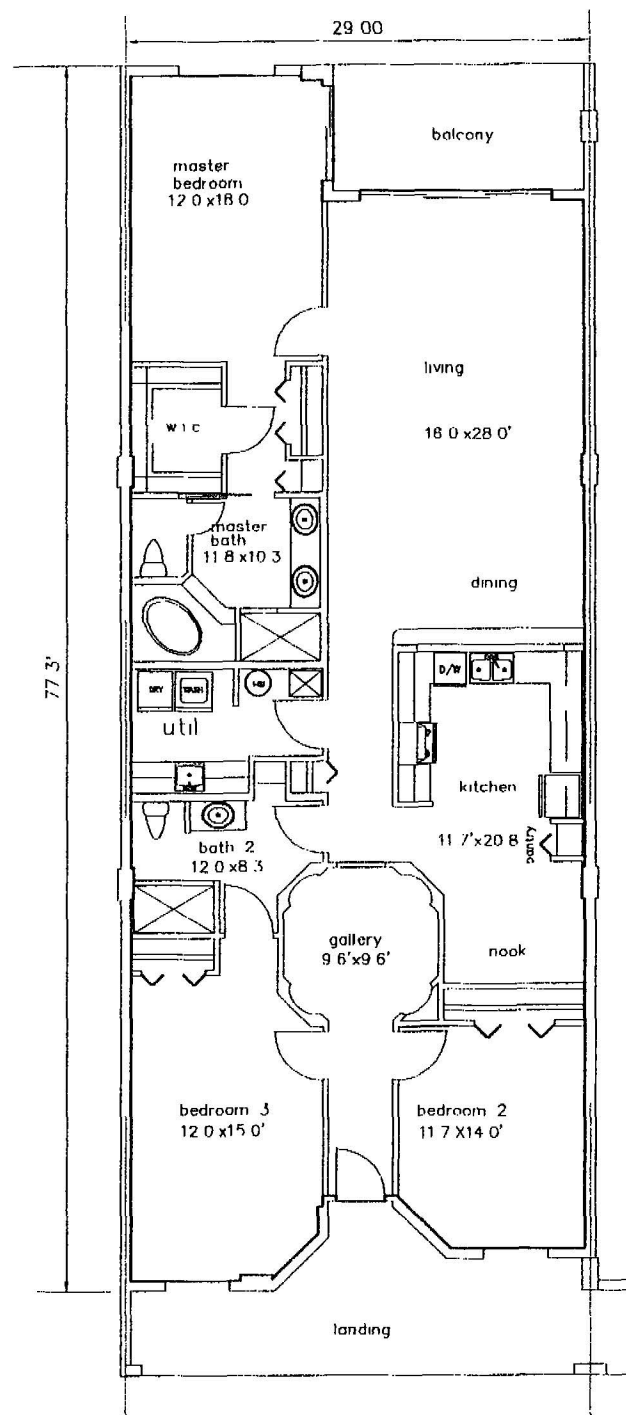 29 00
balcony
master
bedroom
12 0 x18 0
living
16 0 x28 0'
W I C
master
bath
11 8 x10 3
dining
77 3'
DRY
WASH
D/W
util
kitchen
11 7'x20 8
pantry
bath 2
12 0 x8 3
gallery
9 6'x9 6'
nook
bedroom 3
12 0 x15 0'
bedroom 2
11 7 X14 0'
landing